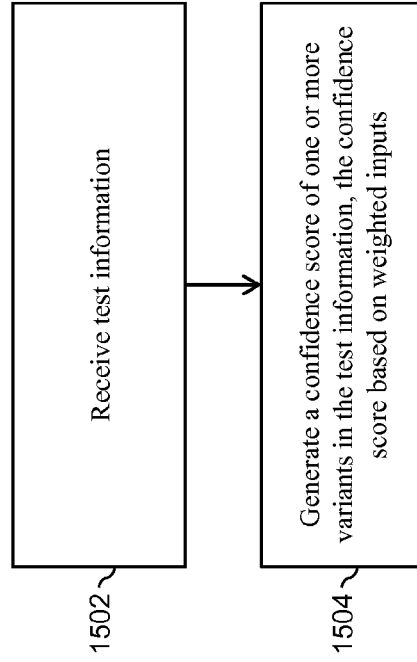 1502
Receive test information
1504
Generate a confidence score of one or more
variants in the test information, the confidence
score based on weighted inputs